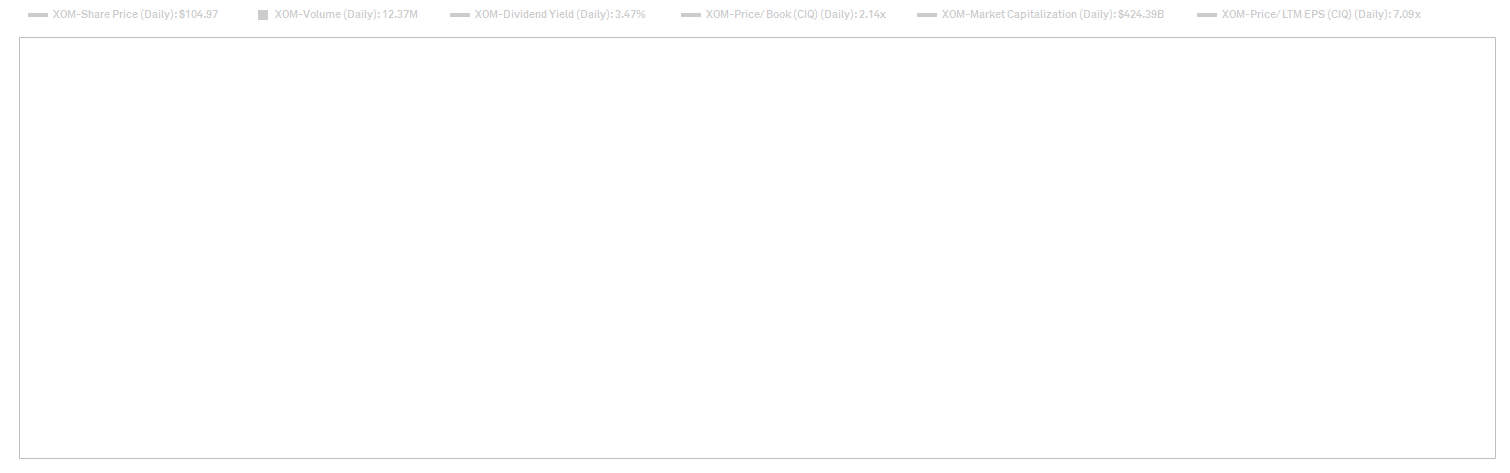 XOM-Share Price (Daily): $104.97 XOM-Volume (Daily): 12.37M XOM-Dividend Yield (Daily): 3.47% XOM-Price/ Book (CIQ) (Daily): 2.14x XOM-Market Capitalization (Daily): $424.39B XOM-Price/ LTM EPS (CIQ) (Daily): 7.09x